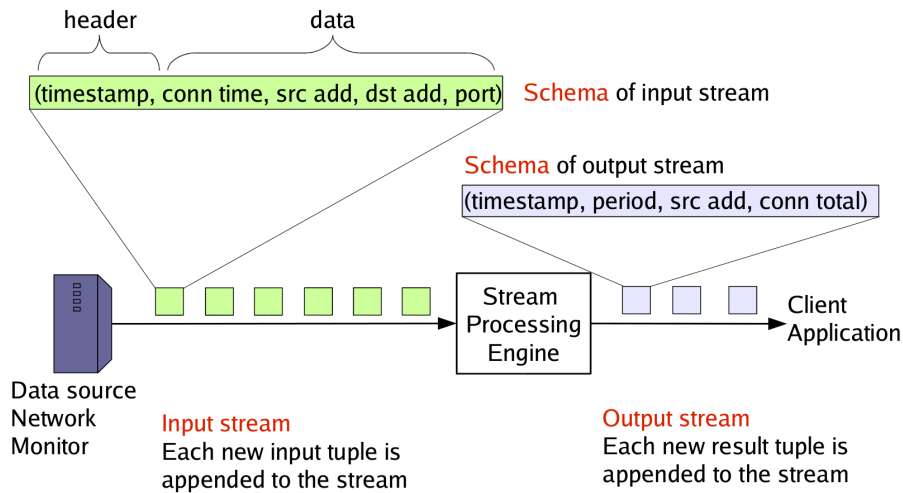 header
data
(timestamp, conn time, src add, dst add, port)
Schema of input stream
Schema of output stream
(timestamp, period, src add, conn total)
Stream
Processing
Engine
Client
Application
Data source
Network
Monitor
Input stream
Each new input tuple is
appended to the stream
Output stream
Each new result tuple is
appended to the stream